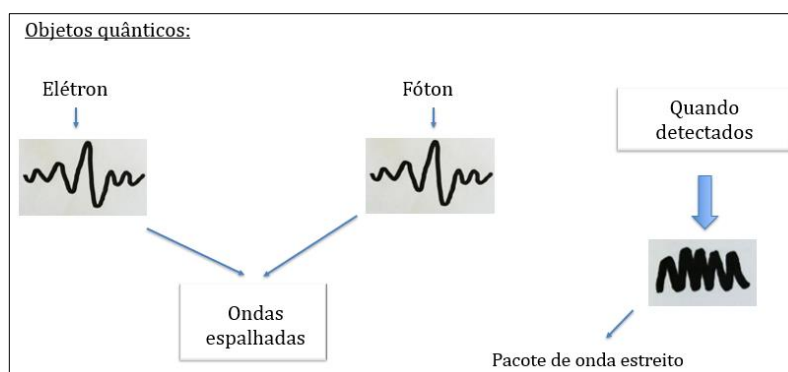 Objetos quânticos:
Elétron
Fóton
Quando
detectados
Ondas
espalhadas
Pacote de onda estreito